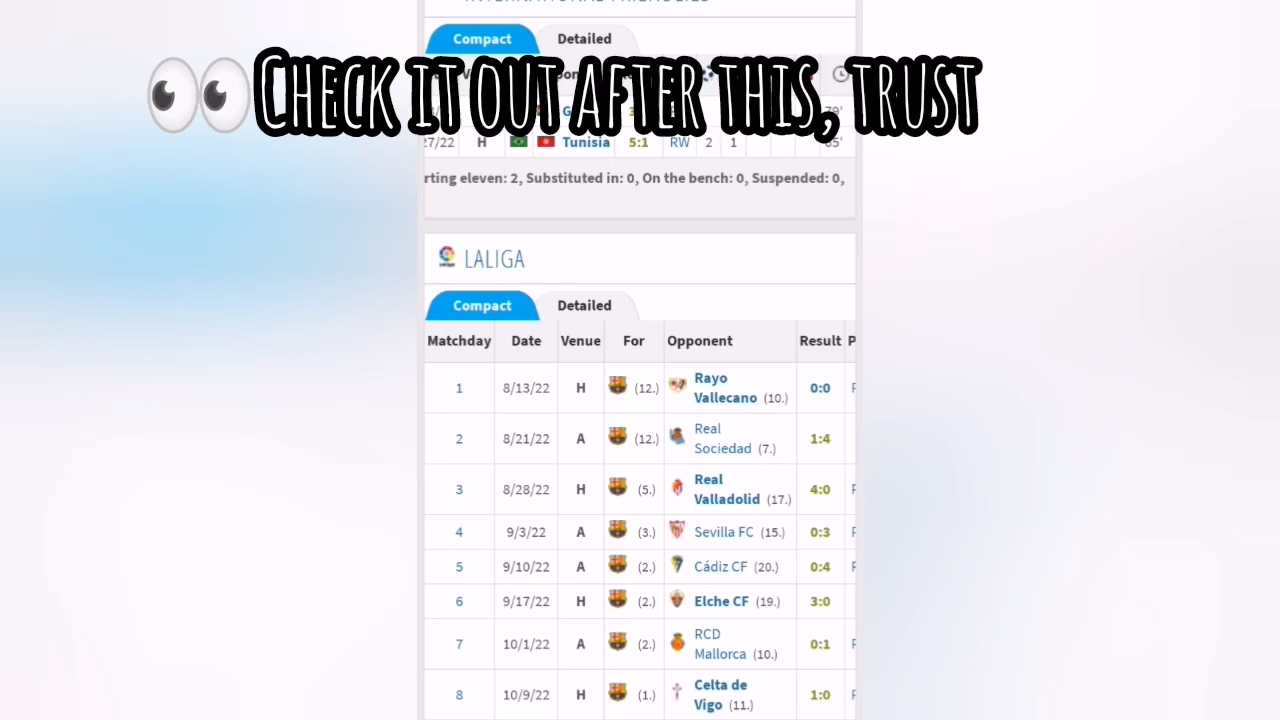 Compact Detailed
CHECK IT OUT AFTER THIS, TRUST
79'
27/22 H Tunisia 5:1 RW 2 1 65'
rting eleven: 2, Substituted in: 0, On the bench: 0, Suspended: 0,
LALIGA
Compact Detailed
Matchday Date Venue For Opponent Result P
1 8/13/22 H (12.) Rayo Vallecano (10.) 0:0
2 8/21/22 A (12.) Real Sociedad (7.) 1:4
3 8/28/22 H (5.) Real Valladolid (17.) 4:0
4 9/3/22 A (3.) Sevilla FC (15.) 0:3
5 9/10/22 A (2.) Cádiz CF (20.) 0:4
6 9/17/22 H (2.) Elche CF (19.) 3:0
7 10/1/22 A (2.) RCD Mallorca (10.) 0:1
8 10/9/22 H (1.) Celta de Vigo (11.) 1:0